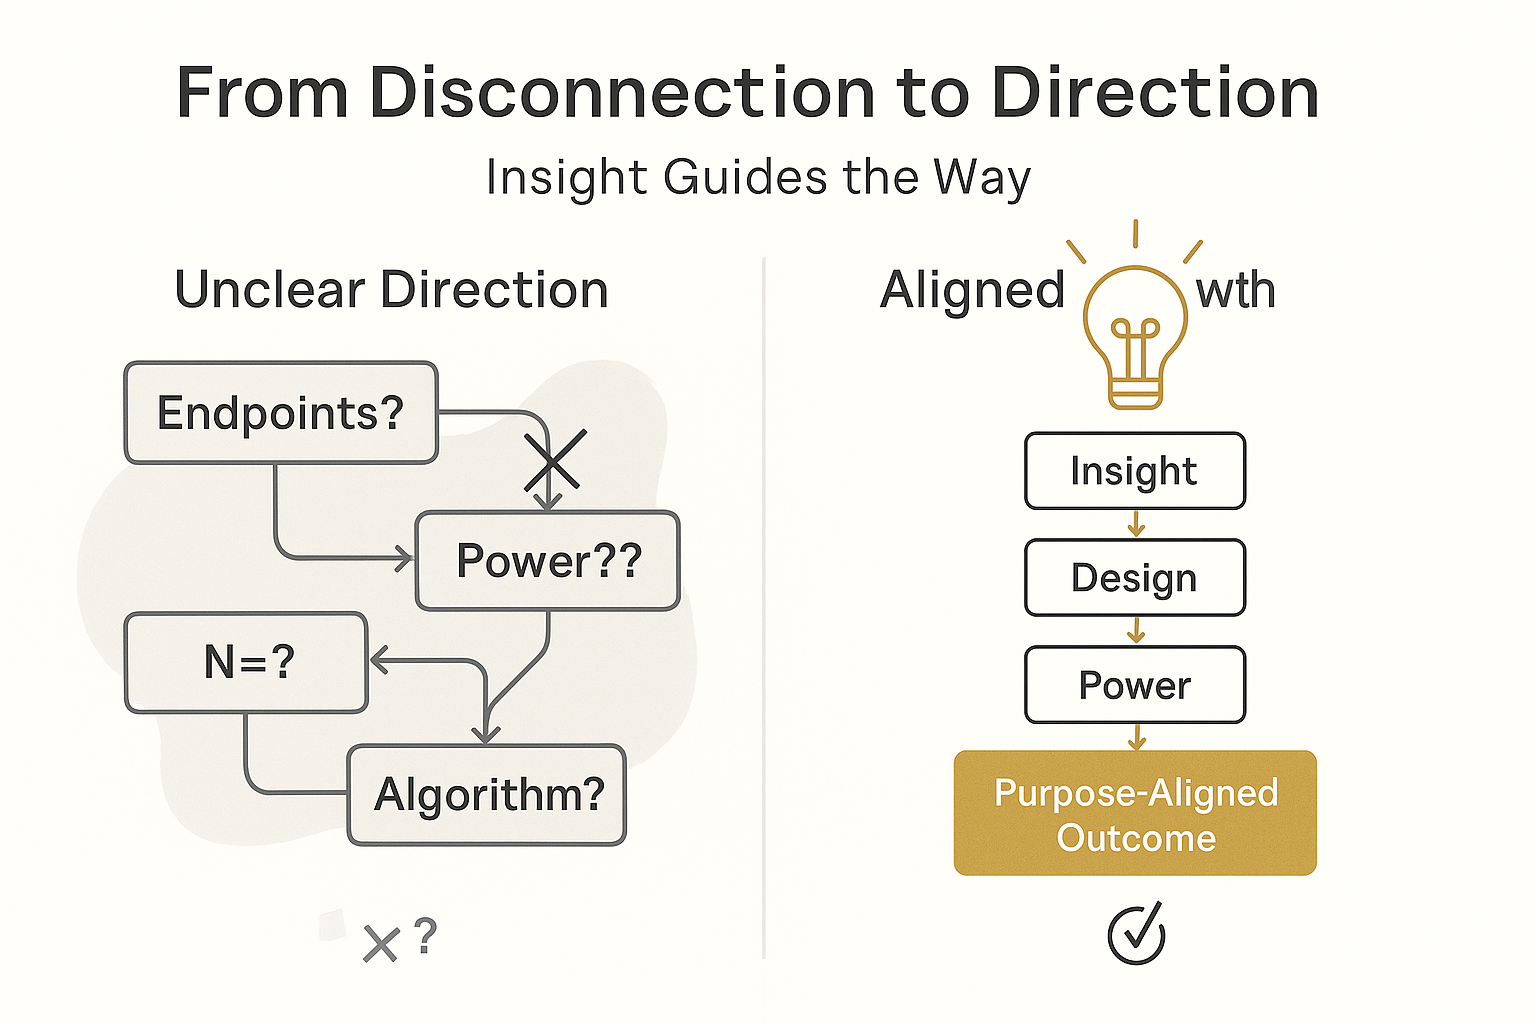 From Disconnection to Direction
Insight Guides the Way
Unclear Direction
Endpoints?
Power??
N=?
Algorithm?
?
Aligned wth
Insight
Design
Power
Purpose-Aligned
Outcome